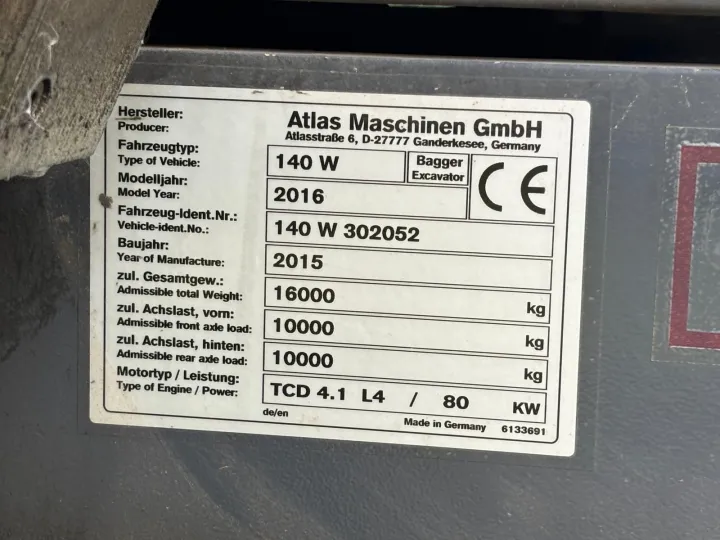 Hersteller:
Producer:
Atlas Maschinen GmbH
Atlasstraße 6, D-27777 Ganderkesee, Germany
Fahrzeugtyp:
Type of Vehicle:
140 W
Bagger
Excavator
CE
Modelljahr:
Model Year:
2016
Fahrzeug-Ident.Nr.:
Vehicle-ident.No.:
140 W 302052
Baujahr:
Year of Manufacture:
2015
zul. Gesamtgew.:
Admissible total Weight:
16000 kg
zul. Achslast, vorn:
Admissible front axle load:
10000 kg
zul. Achslast, hinten:
Admissible rear axle load:
10000 kg
Motortyp / Leistung:
Type of Engine / Power:
TCD 4.1 L4 / 80 KW
de/en
Made in Germany 6133691